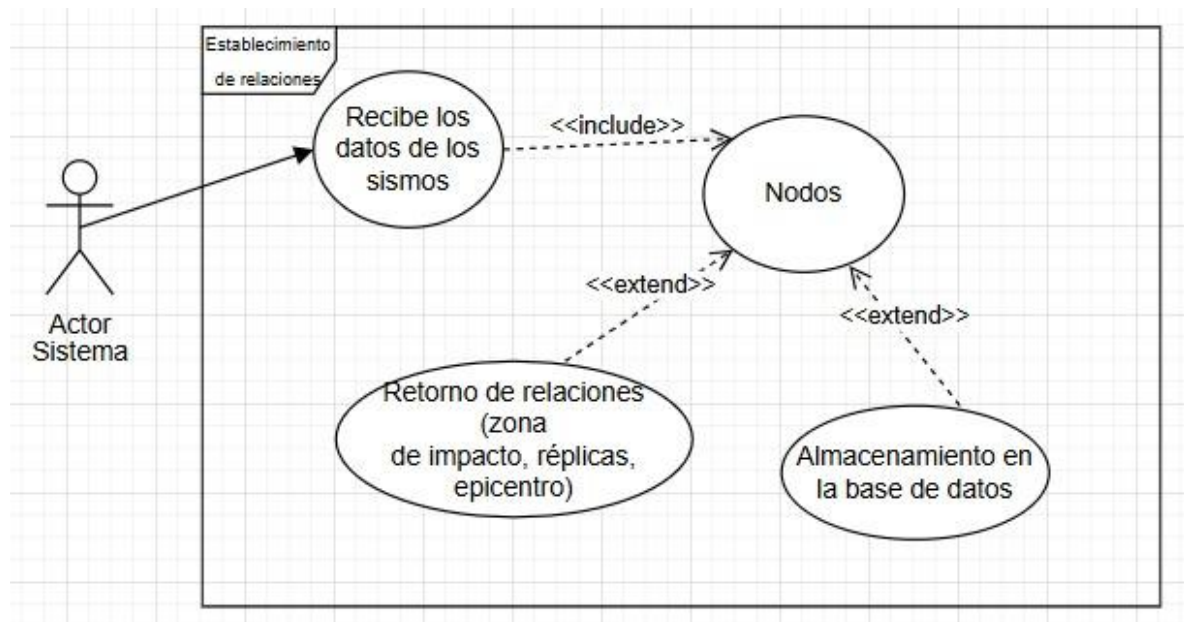 Establecimiento
de relaciones
Recibe los
datos de los
sismos
<<include>>
Nodos
<<extend>>
<<extend>>
Actor
Sistema
Retorno de relaciones
(zona
de impacto, réplicas,
epicentro)
Almacenamiento en
la base de datos